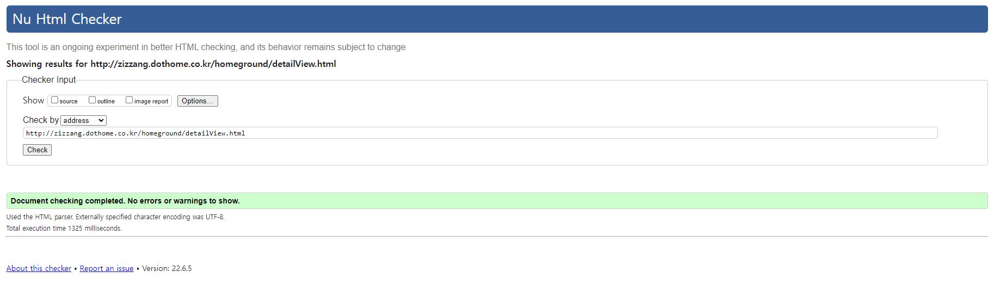 Nu Html Checker
This tool is an ongoing experiment in better HTML checking, and its behavior remains subject to change
Showing results for http://zizzang.dothome.co.kr/homeground/detailView.html
Checker Input
Show source outline image report Options...
Check by address
http://zizzang.dothome.co.kr/homeground/detailView.html
Check
Document checking completed. No errors or warnings to show.
Used the HTML parser. Externally specified character encoding was UTF-8.
Total execution time 1325 milliseconds.
About this checker • Report an issue • Version: 22.6.5